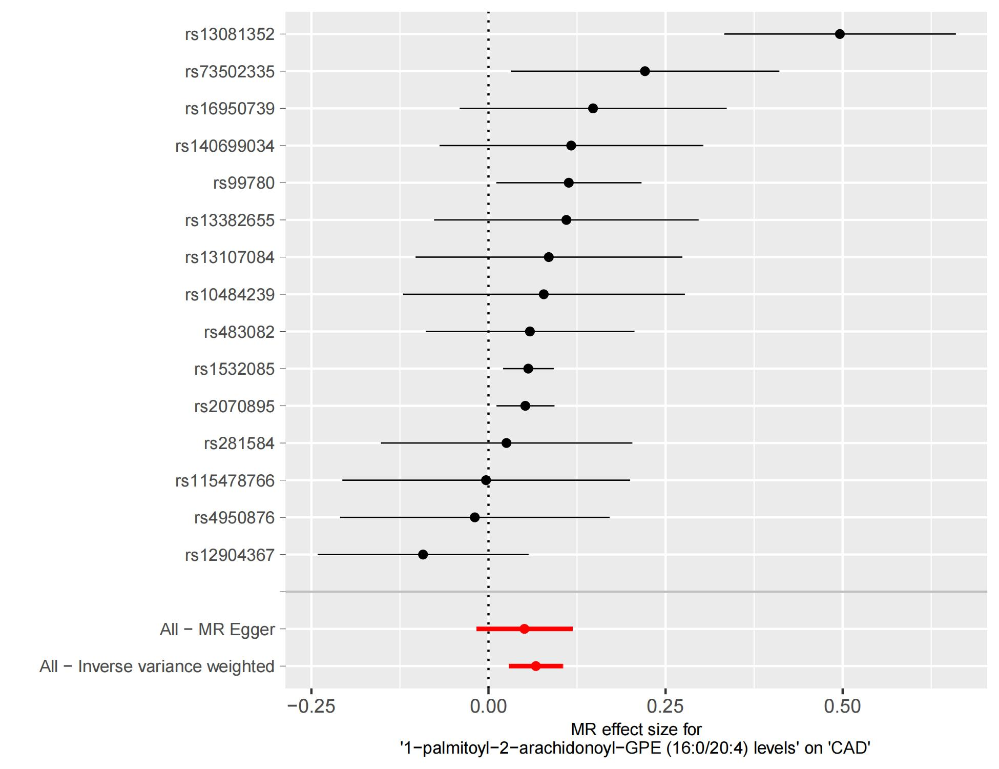 rs13081352
rs73502335
rs16950739
rs140699034
rs99780
rs13382655
rs13107084
rs10484239
rs483082
rs1532085
rs2070895
rs281584
rs115478766
rs4950876
rs12904367
All − MR Egger
All − Inverse variance weighted
−0.25 0.00 0.25 0.50
MR effect size for
'1−palmitoyl−2−arachidonoyl−GPE (16:0/20:4) levels' on 'CAD'